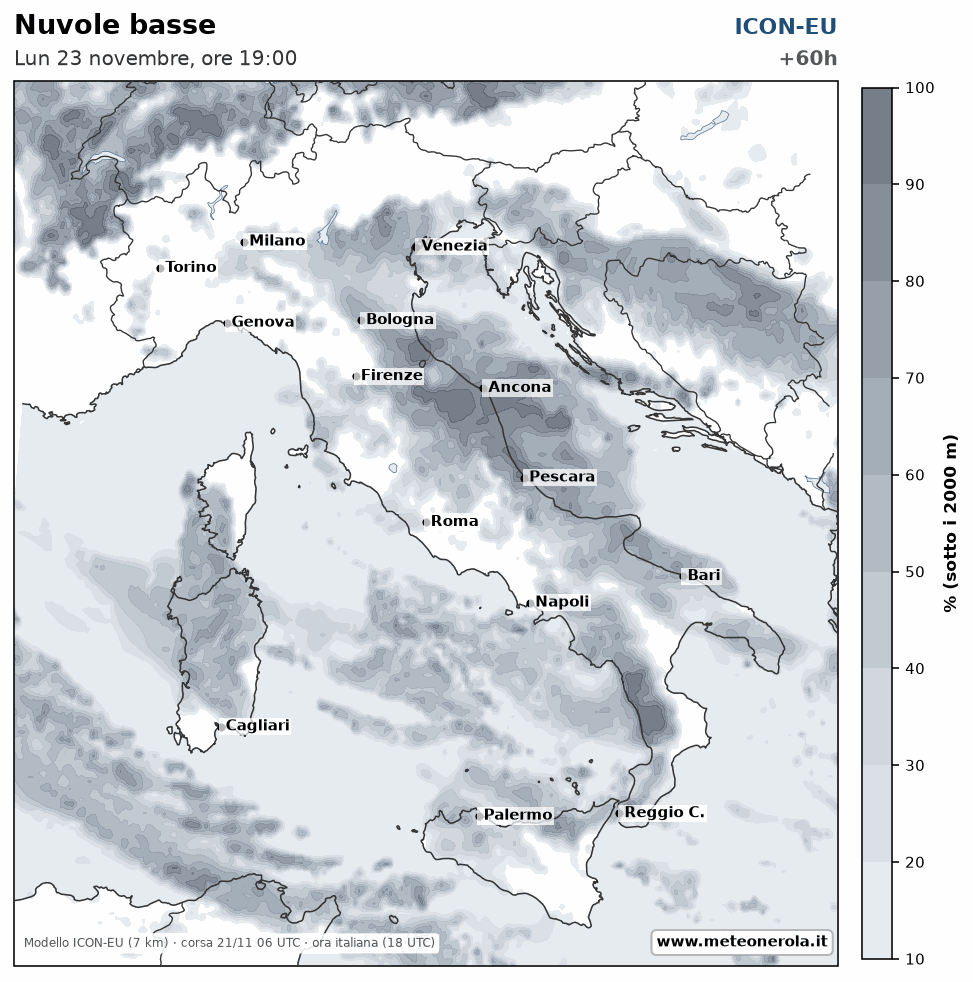 Nuvole basse
ICON-EU
Lun 23 novembre, ore 19:00
+60h
Milano
Venezia
Torino
Genova
Bologna
Firenze
Ancona
Pescara
Roma
Bari
Napoli
Cagliari
Palermo
Reggio C.
100
90
80
70
60
50
40
30
20
10
% (sotto i 2000 m)
Modello ICON-EU (7 km) · corsa 21/11 06 UTC · ora italiana (18 UTC)
www.meteonerola.it